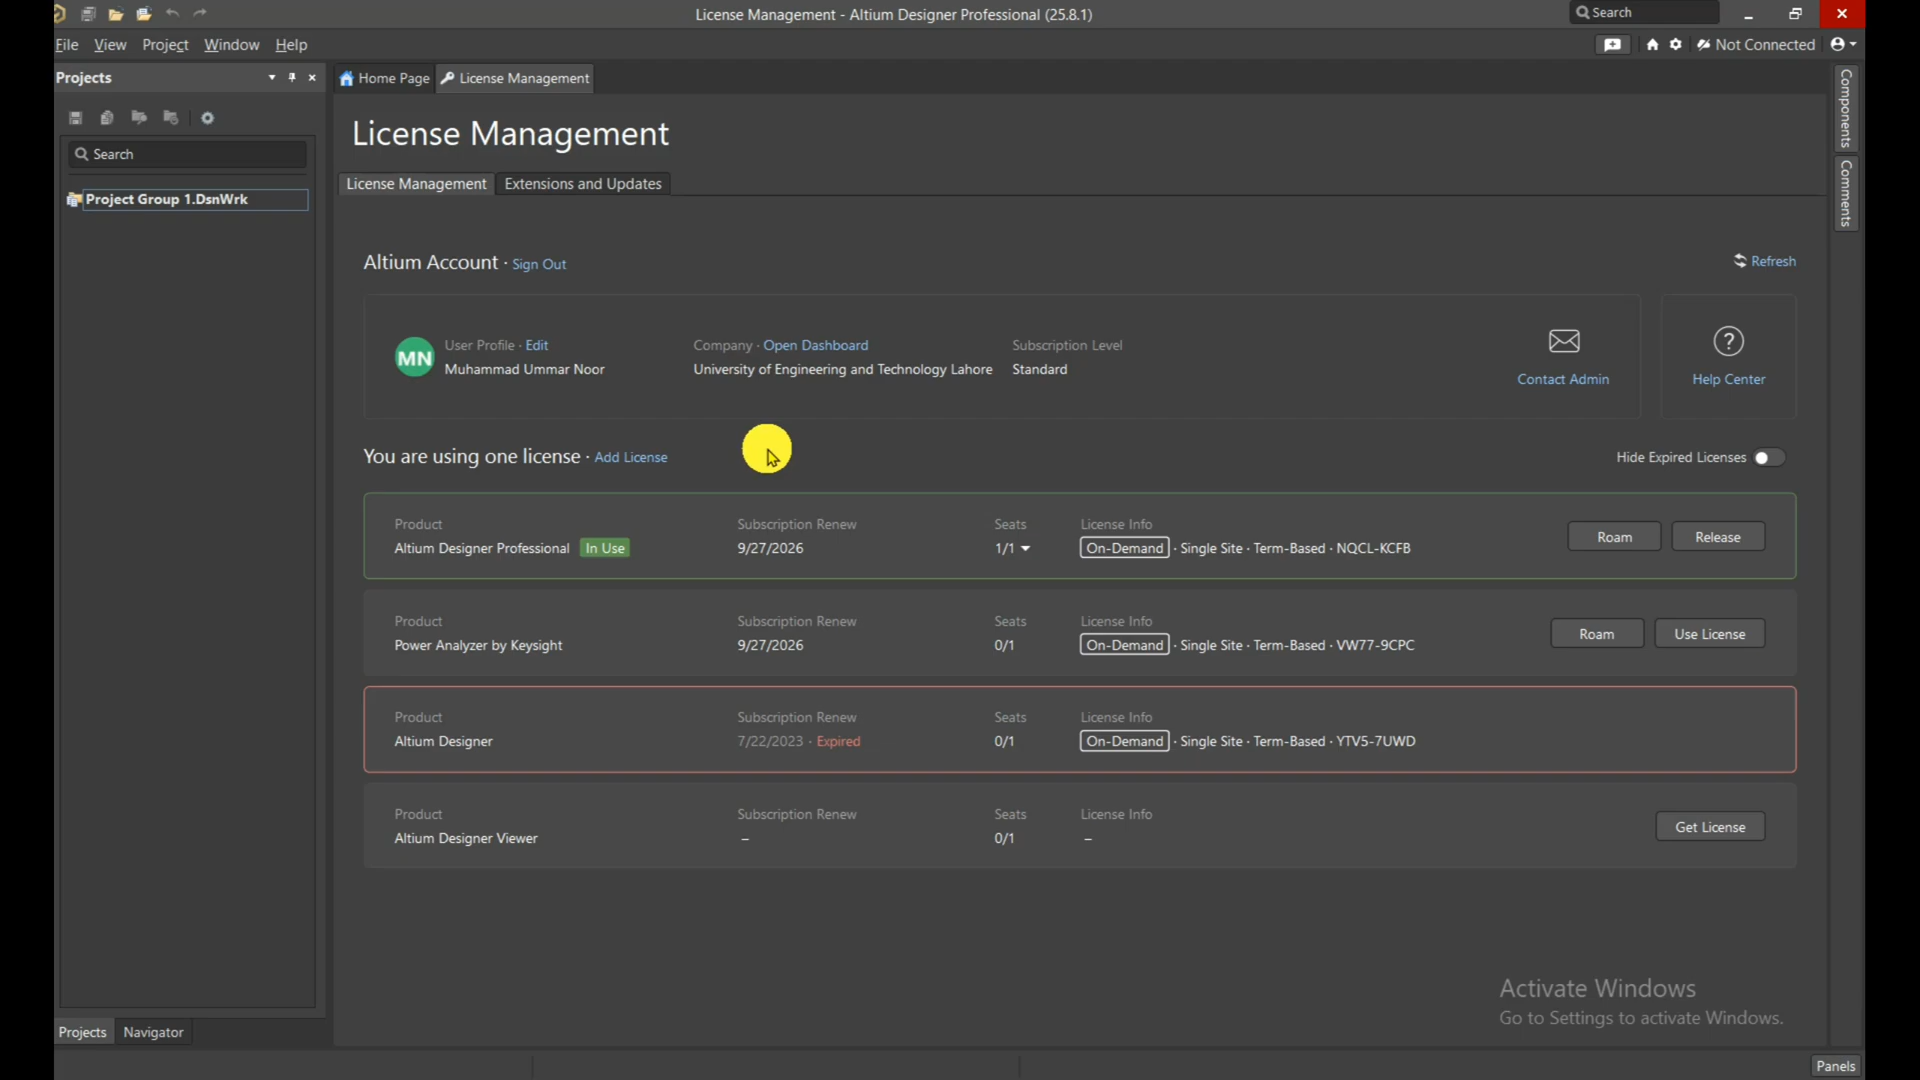 License Management - Altium Designer Professional (25.8.1)
Search
File View Project Window Help
Not Connected
Projects
Home Page
License Management
Components
Comments
Search
Project Group 1.DsnWrk
License Management
License Management
Extensions and Updates
Altium Account · Sign Out
Refresh
MN
User Profile · Edit
Muhammad Ummar Noor
Company · Open Dashboard
University of Engineering and Technology Lahore
Subscription Level
Standard
Contact Admin
?
Help Center
You are using one license · Add License
Hide Expired Licenses
Product Subscription Renew Seats License Info
Altium Designer Professional In Use 9/27/2026 1/1 On-Demand · Single Site · Term-Based · NQCL-KCFB
Roam Release
Product Subscription Renew Seats License Info
Power Analyzer by Keysight 9/27/2026 0/1 On-Demand · Single Site · Term-Based · VW77-9CPC
Roam Use License
Product Subscription Renew Seats License Info
Altium Designer 7/22/2023 · Expired 0/1 On-Demand · Single Site · Term-Based · YTV5-7UWD
Product Subscription Renew Seats License Info
Altium Designer Viewer – 0/1 –
Get License
Activate Windows
Go to Settings to activate Windows.
Projects Navigator
Panels